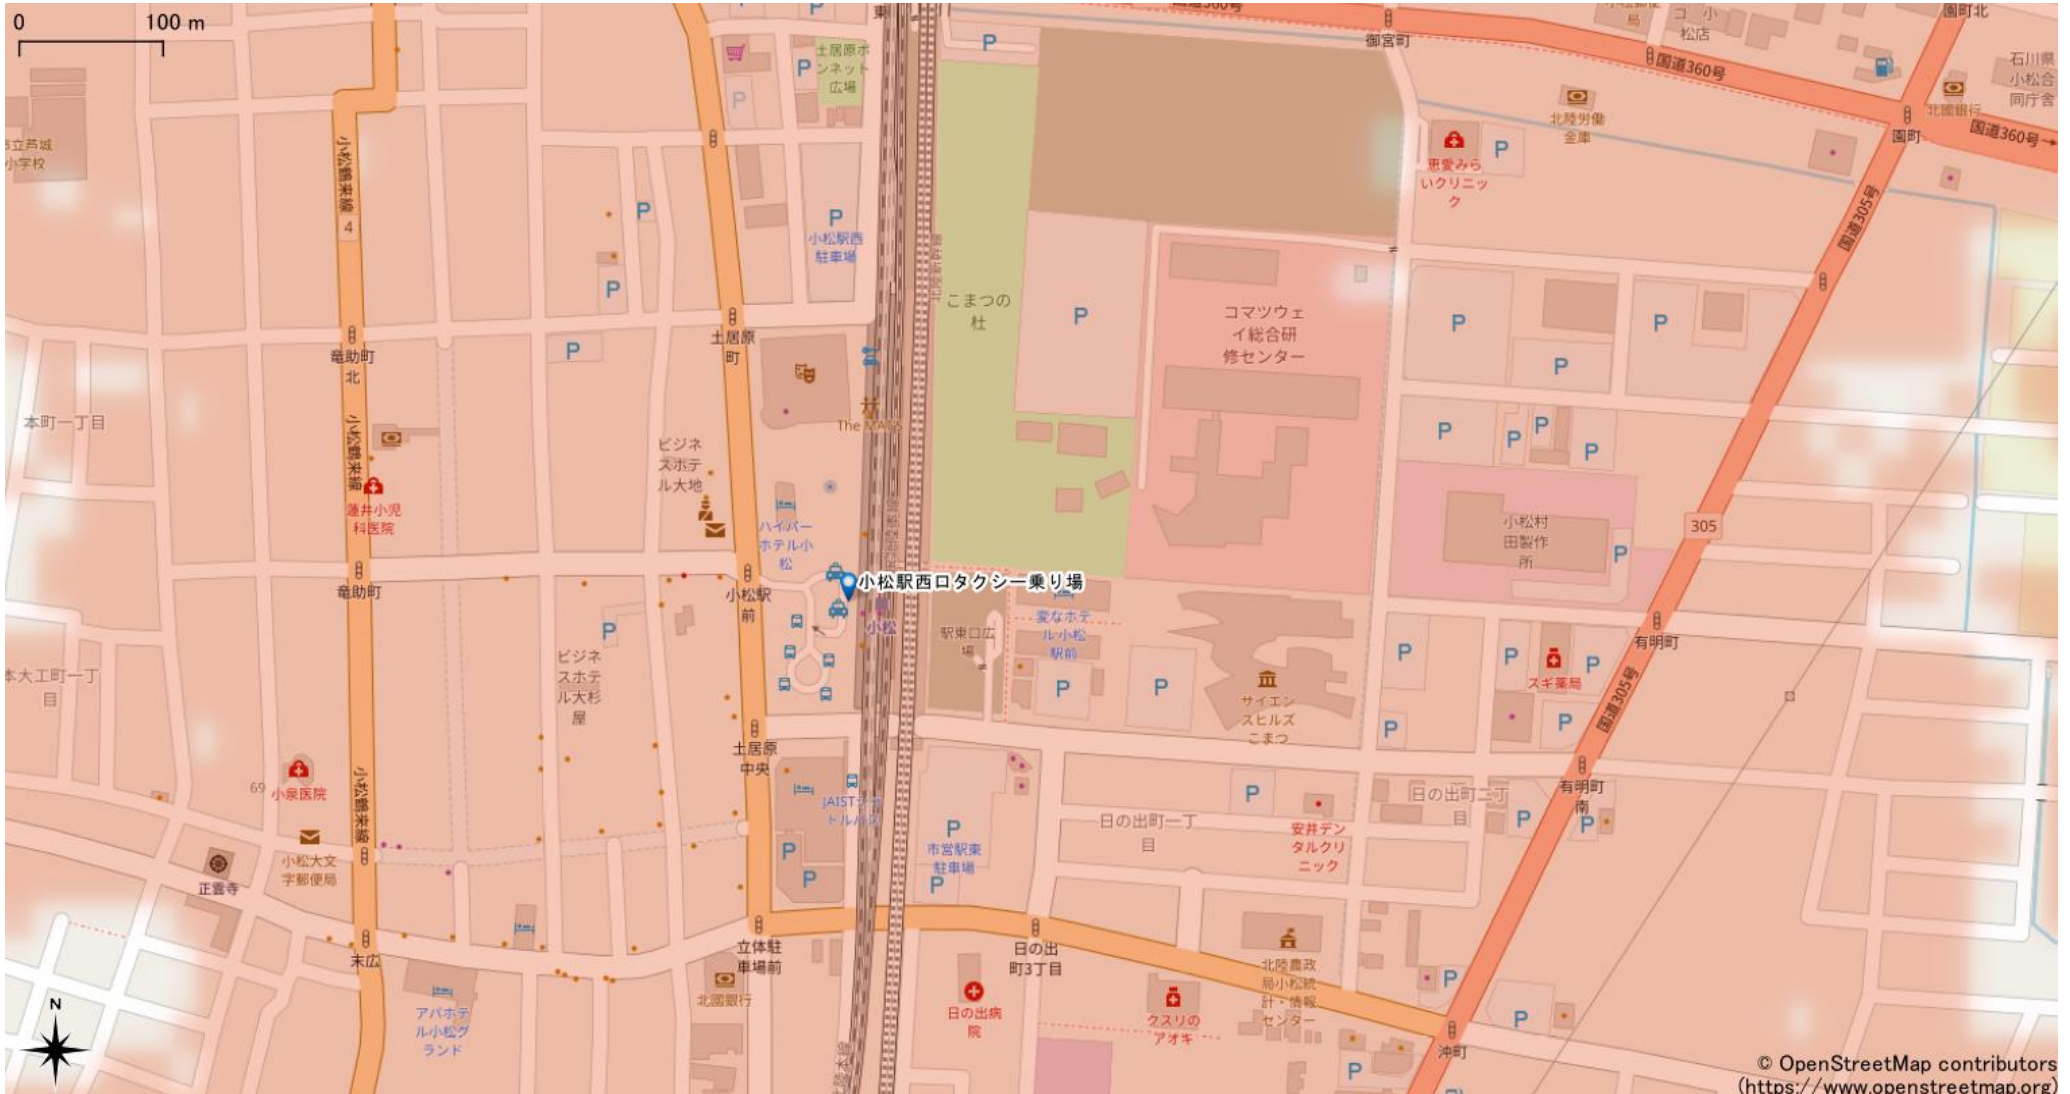 0
100 m
東
国道360号
小
コ
松店
園町北
御宮町
国道360号
石川県
小松合
同庁舎
土居原ボ
ンネット
広場
北陸労働
金庫
北國銀行
園町
国道360号
市立芦城
小学校
恵愛みら
いクリニッ
ク
小松鶴来線
4
国道305号
小松駅西
駐車場
こまつの
杜
コマツウェ
イ総合研
修センター
土居原
町
竜助町
北
本町一丁目
The MAT'S
小松鶴来線
ビジネ
スホテ
ル大地
蓮井小児
科医院
ハイパー
ホテル小
松
小松村
田製作
所
305
小松駅西口タクシー乗り場
竜助町
小松駅
前
小松
駅東口広
場
変なホテ
ル小松
駅前
有明町
本大工町一丁
目
ビジネ
スホテ
ル大杉
屋
サイエン
スヒルズ
こまつ
スギ薬局
国道305号
土居原
中央
小松鶴来線
69
小泉医院
JAISTシャ
トルバス
日の出町一丁
目
日の出町二丁
目
有明町
南
安井デン
タルクリ
ニック
市営駅東
駐車場
小松大文
字郵便局
正雲寺
末広
立体駐
車場前
日の出
町3丁目
北國銀行
北陸農政
局小松統
計・情報
センター
アパホテ
ル小松グ
ランド
日の出病
院
クスリの
アオキ
沖町
N
© OpenStreetMap contributors
(https://www.openstreetmap.org)